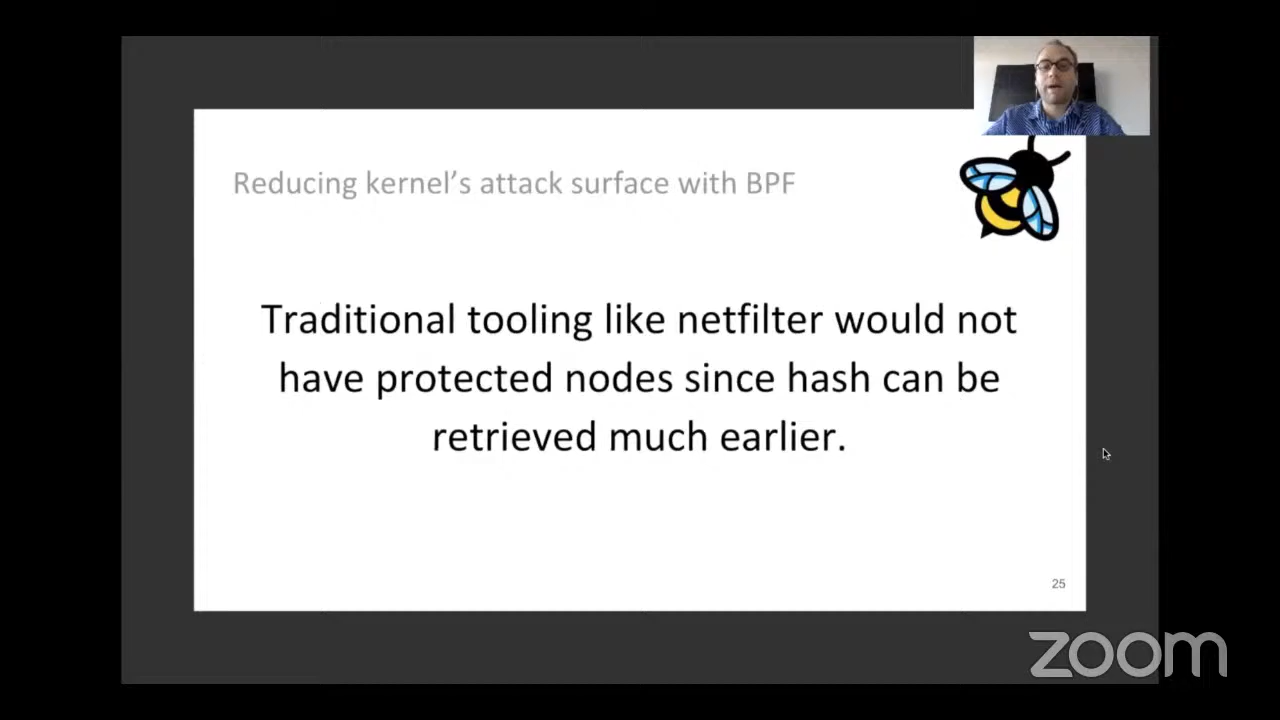 Reducing kernel's attack surface with BPF
Traditional tooling like netfilter would not
have protected nodes since hash can be
retrieved much earlier.
25
zoom